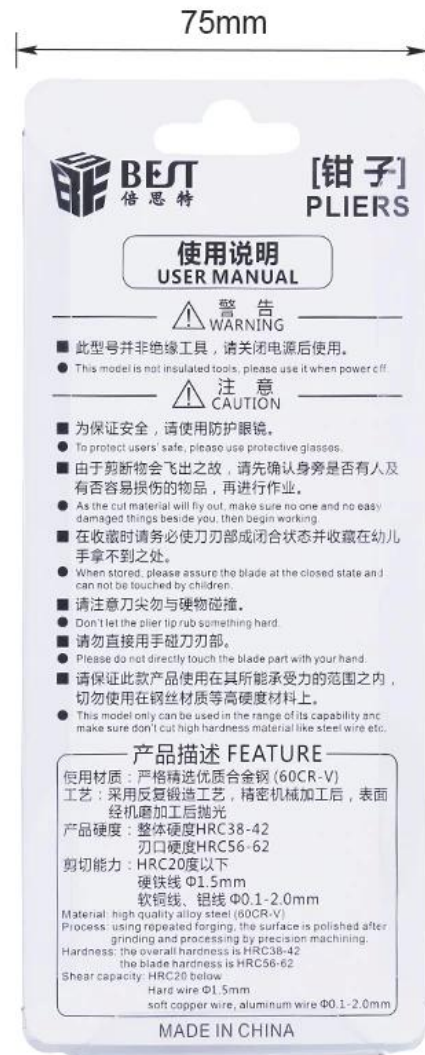 75mm
BEST
倍思特
[钳 子]
PLIERS
使用说明
USER MANUAL
警 告
WARNING
■ 此型号并非绝缘工具，请关闭电源后使用。
● This model is not insulated tools, please use it when power off
注 意
CAUTION
■ 为保证安全，请使用防护眼镜。
● To protect users' safe, please use protective glasses.
■ 由于剪断物会飞出之故，请先确认身旁是否有人及
有否容易损伤的物品，再进行作业。
● As the cut material will fly out, make sure no one and no easy
damaged things beside you, then begin working.
■ 在收藏时请务必使刀刃部成闭合状态并收藏在幼儿
手拿不到之处。
● When stored, please assure the blade at the closed state and
can not be touched by children.
■ 请注意刀尖勿与硬物碰撞。
● Don't let the plier tip rub something hard.
■ 请勿直接用手碰刀刃部。
● Please do not directly touch the blade part with your hand.
■ 请保证此款产品使用在其所能承受力的范围之内，
切勿使用在钢丝材质等高硬度材料上。
● This model only can be used in the range of its capability and
make sure don't cut high hardness material like steel wire etc.
产品描述 FEATURE
使用材质：严格精选优质合金钢 (60CR-V)
工艺：采用反复锻造工艺，精密机械加工后，表面
经机磨加工后抛光
产品硬度：整体硬度HRC38-42
刃口硬度HRC56-62
剪切能力：HRC20度以下
硬铁线 Φ1.5mm
软铜线、铝线 Φ0.1-2.0mm
Material: high quality alloy steel (60CR-V)
Process: using repeated forging, the surface is polished after
grinding and processing by precision machining.
Hardness: the overall hardness is HRC38-42
the blade hardness is HRC56-62
Shear capacity: HRC20 below
Hard wire Φ1.5mm
soft copper wire, aluminum wire Φ0.1-2.0mm
MADE IN CHINA